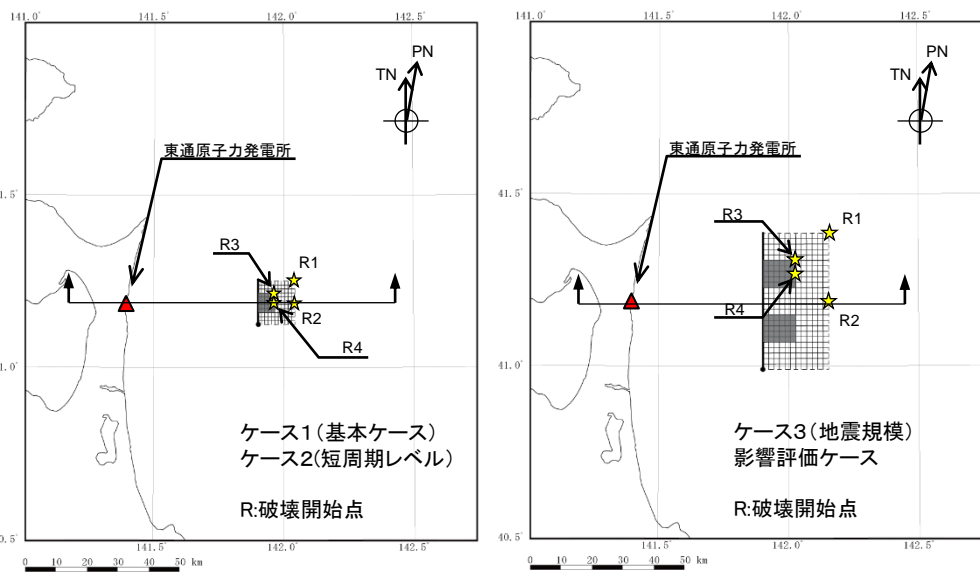 141.0° 141.5° 142.0° 142.5°
PN
TN
東通原子力発電所
1.5°
R3
R1
R2
R4
1.0°
ケース1(基本ケース)
ケース2(短周期レベル)
R:破壊開始点
0.5°
141.5° 142.0° 142.5°
0 10 20 30 40 50 km
141.0° 141.5° 142.0° 142.5°
PN
TN
東通原子力発電所
41.5°
R3
R1
R4
R2
41.0°
ケース3(地震規模)
影響評価ケース
R:破壊開始点
40.5°
141.5° 142.0° 142.5°
0 10 20 30 40 50 km